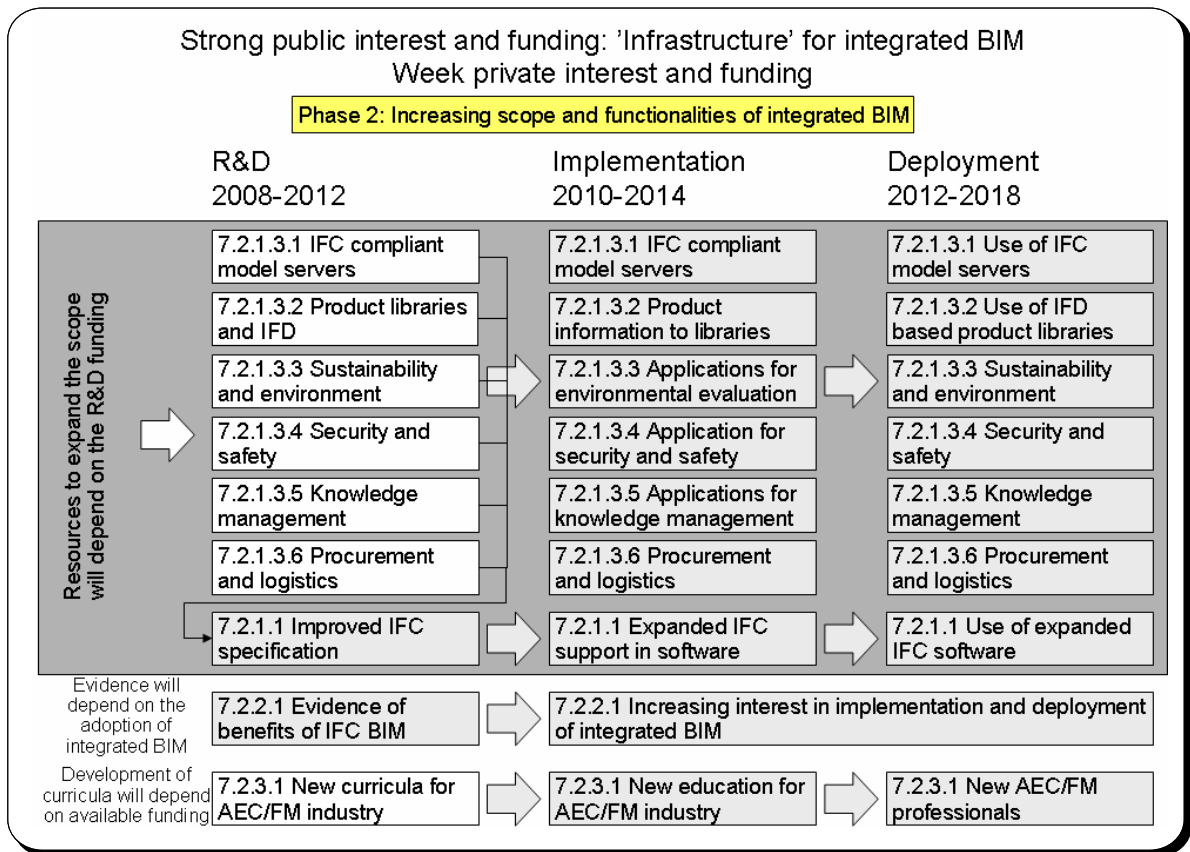 Strong public interest and funding: ’Infrastructure’ for integrated BIM
Week private interest and funding
Phase 2: Increasing scope and functionalities of integrated BIM
R&D
2008-2012
Implementation
2010-2014
Deployment
2012-2018
Resources to expand the scope
will depend on the R&D funding
7.2.1.3.1 IFC compliant
model servers
7.2.1.3.1 IFC compliant
model servers
7.2.1.3.1 Use of IFC
model servers
7.2.1.3.2 Product libraries
and IFD
7.2.1.3.2 Product
information to libraries
7.2.1.3.2 Use of IFD
based product libraries
7.2.1.3.3 Sustainability
and environment
7.2.1.3.3 Applications for
environmental evaluation
7.2.1.3.3 Sustainability
and environment
7.2.1.3.4 Security and
safety
7.2.1.3.4 Application for
security and safety
7.2.1.3.4 Security and
safety
7.2.1.3.5 Knowledge
management
7.2.1.3.5 Applications for
knowledge management
7.2.1.3.5 Knowledge
management
7.2.1.3.6 Procurement
and logistics
7.2.1.3.6 Procurement
and logistics
7.2.1.3.6 Procurement
and logistics
7.2.1.1 Improved IFC
specification
7.2.1.1 Expanded IFC
support in software
7.2.1.1 Use of expanded
IFC software
Evidence will
depend on the
adoption of
integrated BIM
7.2.2.1 Evidence of
benefits of IFC BIM
7.2.2.1 Increasing interest in implementation and deployment
of integrated BIM
Development of
curricula will depend
on available funding
7.2.3.1 New curricula for
AEC/FM industry
7.2.3.1 New education for
AEC/FM industry
7.2.3.1 New AEC/FM
professionals